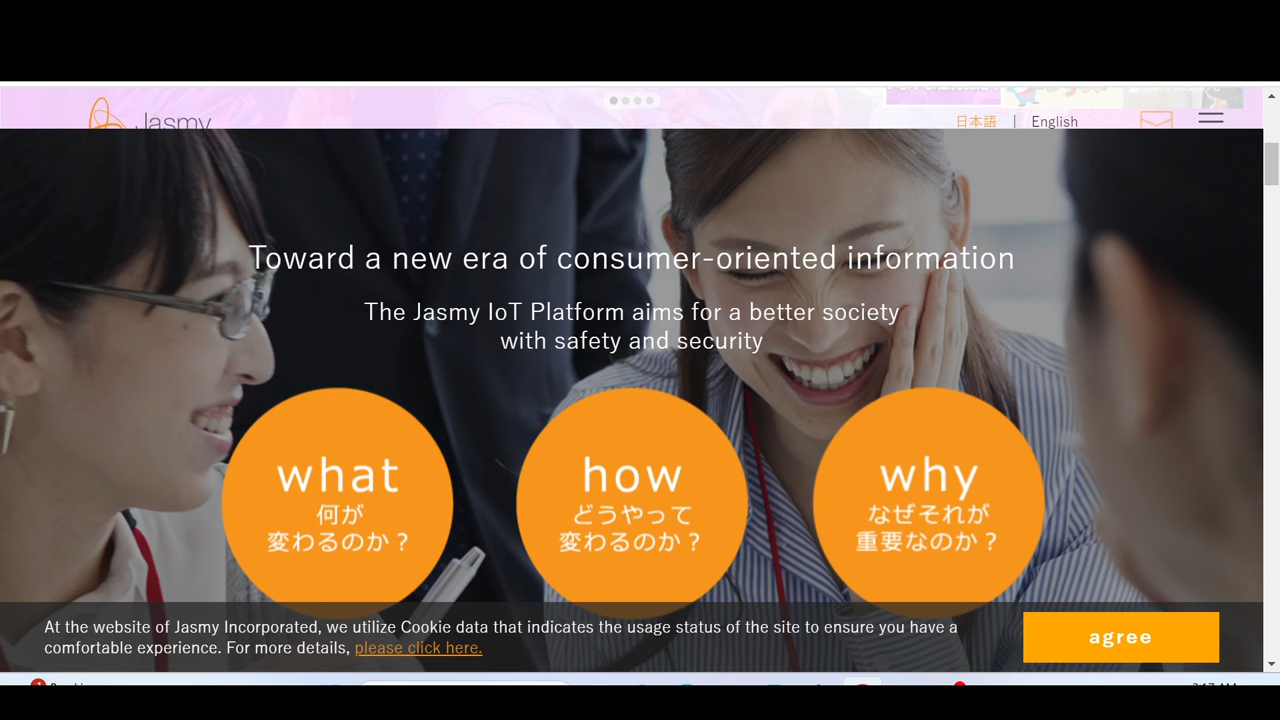 Jasmy
日本語 | English
Toward a new era of consumer-oriented information
The Jasmy IoT Platform aims for a better society
with safety and security
what
何が
変わるのか？
how
どうやって
変わるのか？
why
なぜそれが
重要なのか？
At the website of Jasmy Incorporated, we utilize Cookie data that indicates the usage status of the site to ensure you have a
comfortable experience. For more details, please click here.
agree